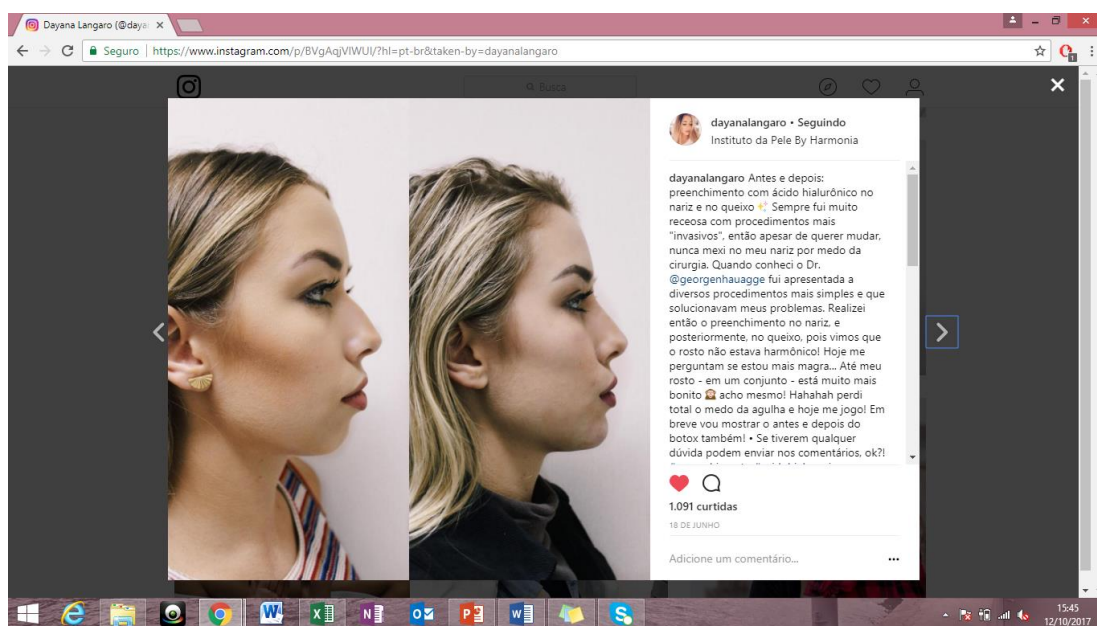 Dayana Langaro (@daya
Seguro
https://www.instagram.com/p/BVgAqjVlWUl/?hl=pt-br&taken-by=dayanalangaro
Busca
dayanalangaro • Seguindo
Instituto da Pele By Harmonia
dayanalangaro Antes e depois:
preenchimento com ácido hialurônico no
nariz e no queixo ✨ Sempre fui muito
receosa com procedimentos mais
"invasivos", então apesar de querer mudar,
nunca mexi no meu nariz por medo da
cirurgia. Quando conheci o Dr.
@georgenhauagge fui apresentada a
diversos procedimentos mais simples e que
solucionavam meus problemas. Realizei
então o preenchimento no nariz, e
posteriormente, no queixo, pois vimos que
o rosto não estava harmônico! Hoje me
perguntam se estou mais magra... Até meu
rosto - em um conjunto - está muito mais
bonito 🙈 acho mesmo! Hahahah perdi
total o medo da agulha e hoje me jogo! Em
breve vou mostrar o antes e depois do
botox também! • Se tiverem qualquer
dúvida podem enviar nos comentários, ok?!
1.091 curtidas
18 DE JUNHO
Adicione um comentário...
15:45
12/10/2017